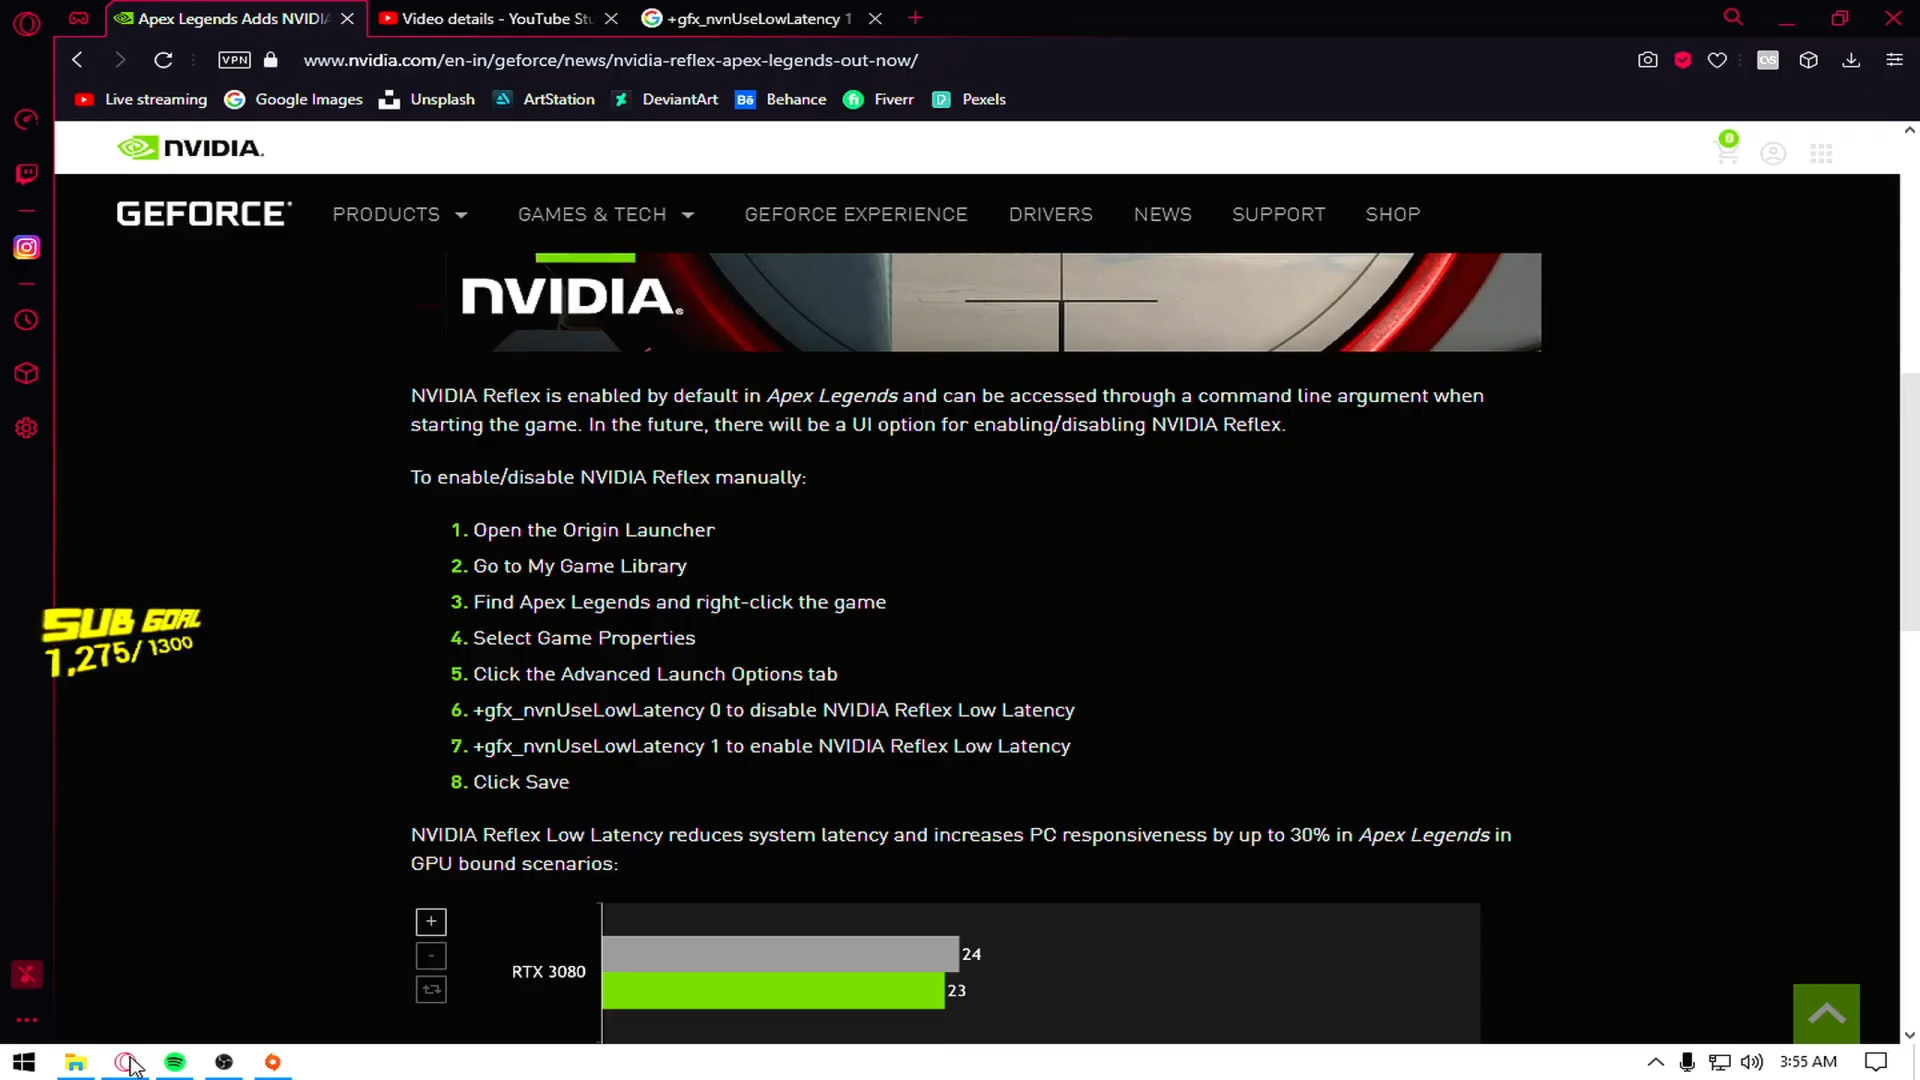 Apex Legends Adds NVIDIA
Video details - YouTube Stu
+gfx_nvnUseLowLatency 1
VPN
www.nvidia.com/en-in/geforce/news/nvidia-reflex-apex-legends-out-now/
Live streaming
Google Images
Unsplash
ArtStation
DeviantArt
Bē
Behance
fi
Fiverr
Pexels
NVIDIA.
0
GEFORCE
PRODUCTS
GAMES & TECH
GEFORCE EXPERIENCE
DRIVERS
NEWS
SUPPORT
SHOP
NVIDIA.
NVIDIA Reflex is enabled by default in Apex Legends and can be accessed through a command line argument when
starting the game. In the future, there will be a UI option for enabling/disabling NVIDIA Reflex.
To enable/disable NVIDIA Reflex manually:
1. Open the Origin Launcher
2. Go to My Game Library
3. Find Apex Legends and right-click the game
4. Select Game Properties
5. Click the Advanced Launch Options tab
6. +gfx_nvnUseLowLatency 0 to disable NVIDIA Reflex Low Latency
7. +gfx_nvnUseLowLatency 1 to enable NVIDIA Reflex Low Latency
8. Click Save
SUB GOAL
1,275/ 1300
NVIDIA Reflex Low Latency reduces system latency and increases PC responsiveness by up to 30% in Apex Legends in
GPU bound scenarios:
+
-
RTX 3080
24
23
3:55 AM